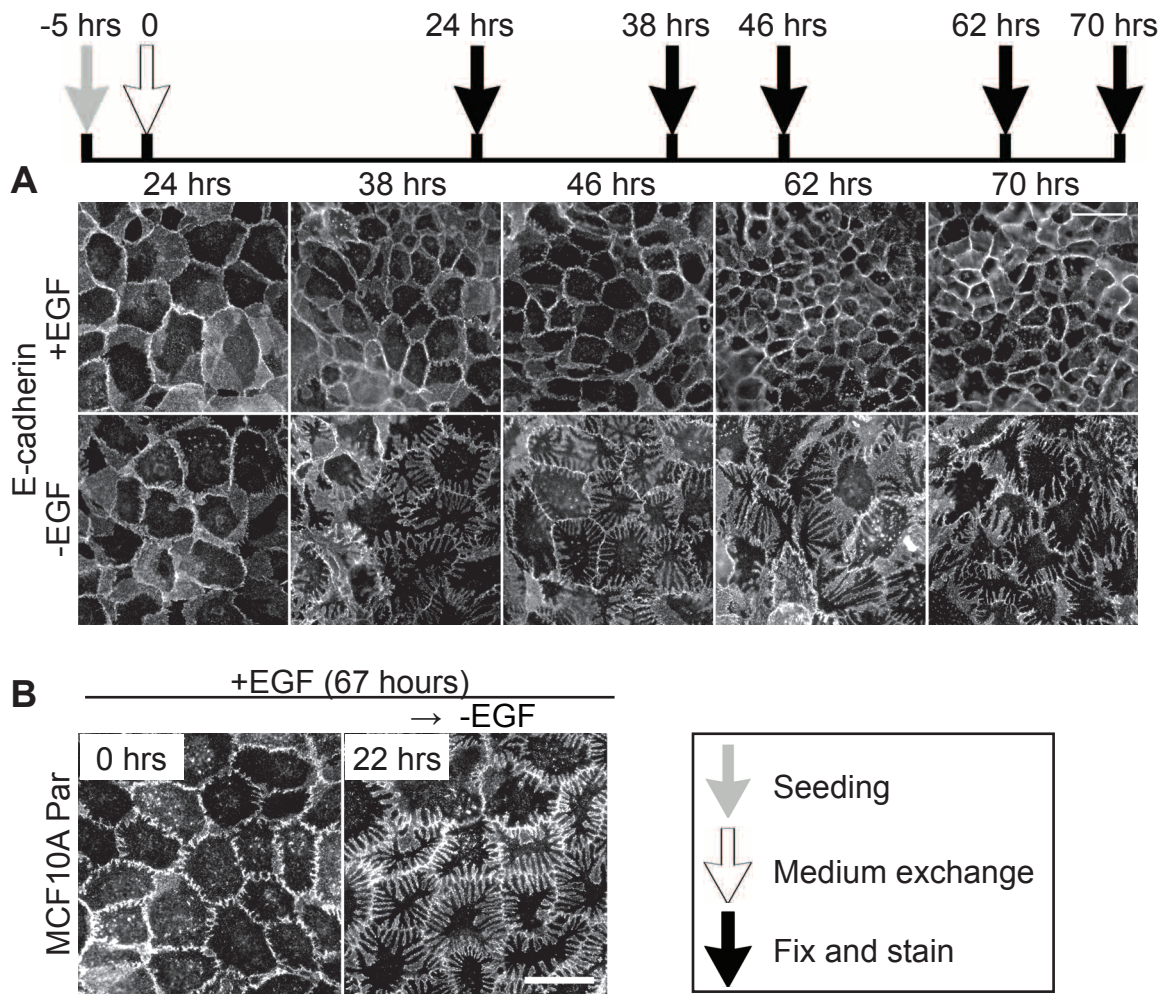 -5 hrs 0 24 hrs 38 hrs 46 hrs 62 hrs 70 hrs
A
24 hrs 38 hrs 46 hrs 62 hrs 70 hrs
E-cadherin
+EGF
-EGF
B
+EGF (67 hours)
→ -EGF
MCF10A Par
0 hrs 22 hrs
Seeding
Medium exchange
Fix and stain